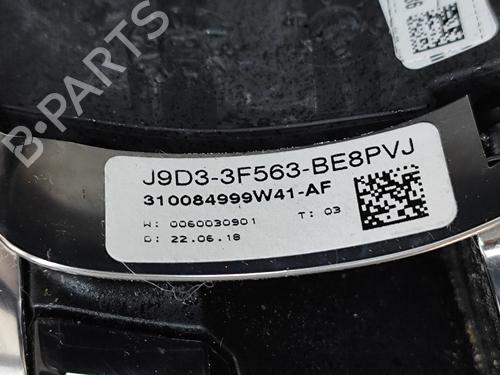 J9D3-3F563-BE8PVJ
310084999W41-AF
W: 0060030901 T: 03
D: 22.06.18
B-PARTS